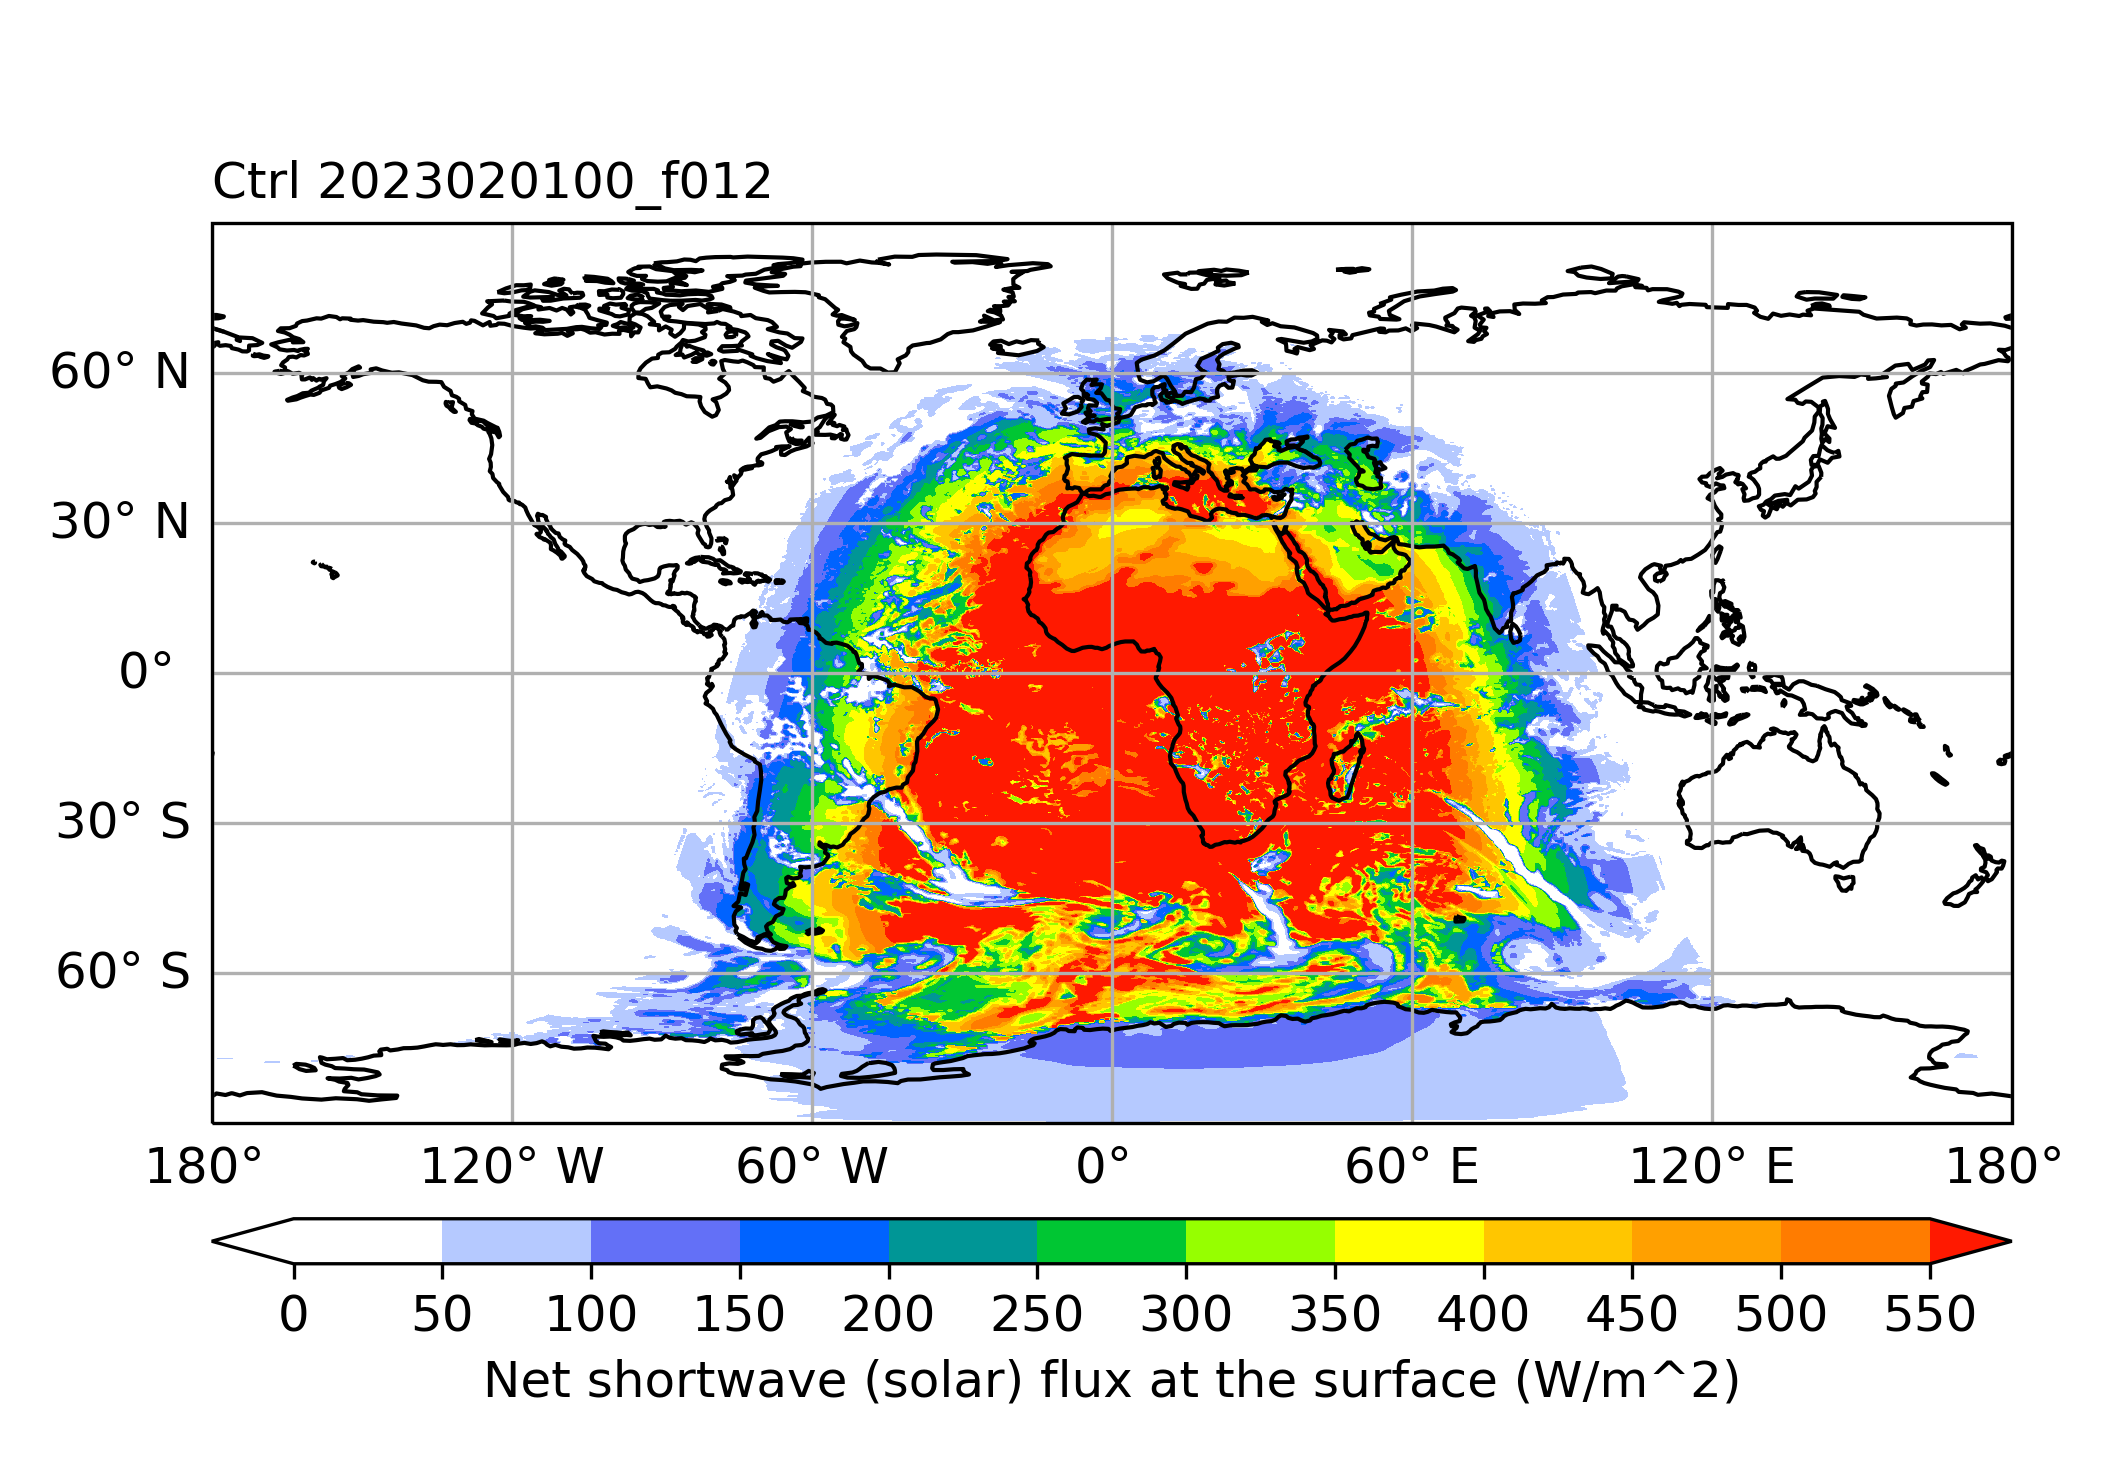 Ctrl 2023020100_f012
60° N
30° N
0°
30° S
60° S
180° 120° W 60° W 0° 60° E 120° E 180°
0 50 100 150 200 250 300 350 400 450 500 550
Net shortwave (solar) flux at the surface (W/m^2)